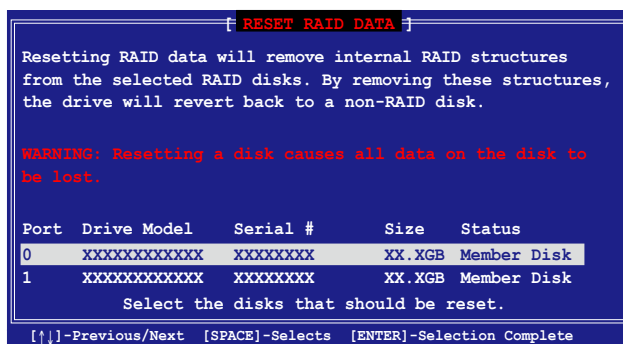 [ RESET RAID DATA ]
Resetting RAID data will remove internal RAID structures
from the selected RAID disks. By removing these structures,
the drive will revert back to a non-RAID disk.
WARNING: Resetting a disk causes all data on the disk to
be lost.
Port Drive Model Serial # Size Status
0 XXXXXXXXXXXX XXXXXXXX XX.XGB Member Disk
1 XXXXXXXXXXXX XXXXXXXX XX.XGB Member Disk
Select the disks that should be reset.
[↑↓]-Previous/Next [SPACE]-Selects [ENTER]-Selection Complete